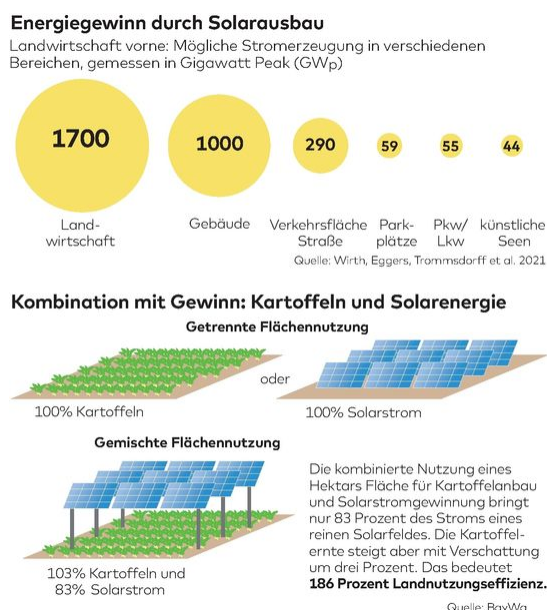 Energiegewinn durch Solarausbau
Landwirtschaft vorne: Mögliche Stromerzeugung in verschiedenen
Bereichen, gemessen in Gigawatt Peak (GWp)
1700 1000 290 59 55 44
Land-
wirtschaft
Gebäude
Verkehrsfläche
Straße
Park-
plätze
Pkw/
Lkw
künstliche
Seen
Quelle: Wirth, Eggers, Trommsdorff et al. 2021
Kombination mit Gewinn: Kartoffeln und Solarenergie
Getrennte Flächennutzung
oder
100% Kartoffeln
100% Solarstrom
Gemischte Flächennutzung
103% Kartoffeln und
83% Solarstrom
Die kombinierte Nutzung eines
Hektars Fläche für Kartoffelanbau
und Solarstromgewinnung bringt
nur 83 Prozent des Stroms eines
reinen Solarfeldes. Die Kartoffel-
ernte steigt aber mit Verschattung
um drei Prozent. Das bedeutet
186 Prozent Landnutzungseffizienz.
Quelle: BayWa